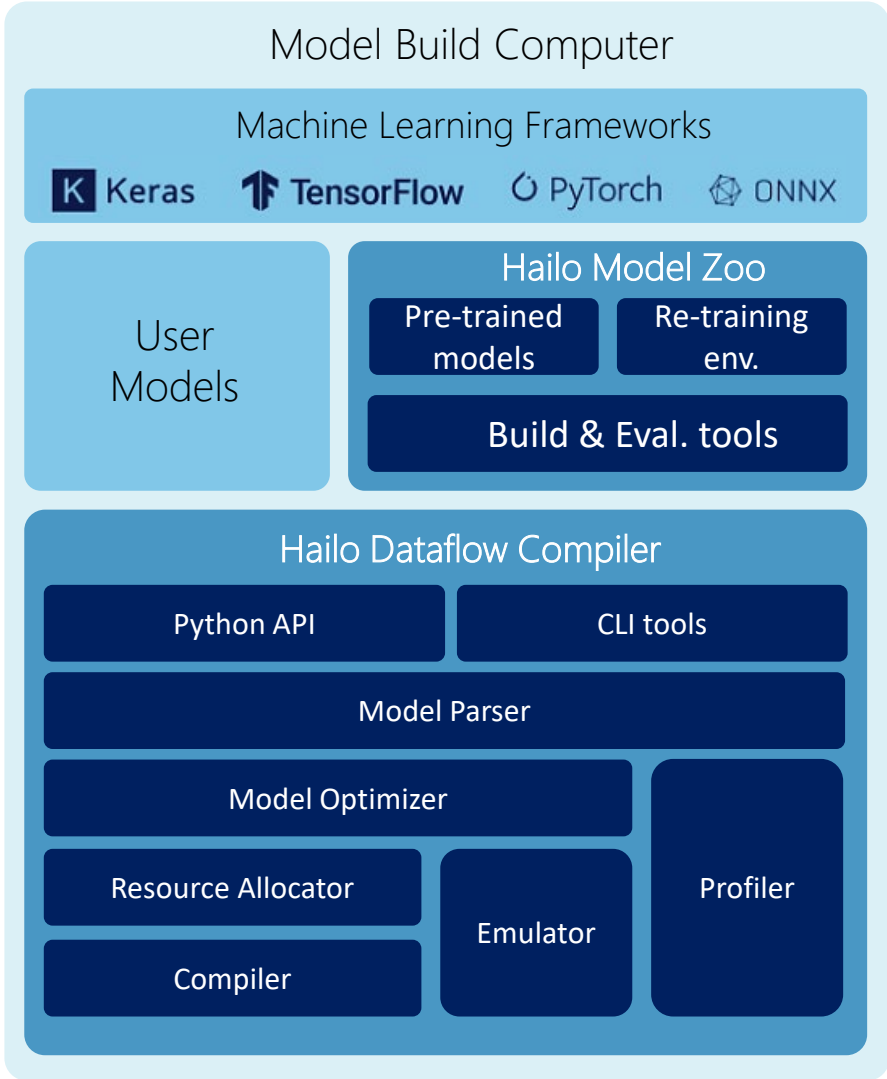 Model Build Computer
Machine Learning Frameworks
K Keras TensorFlow PyTorch ONNX
User
Models
Hailo Model Zoo
Pre-trained
models
Re-training
env.
Build & Eval. tools
Hailo Dataflow Compiler
Python API
CLI tools
Model Parser
Model Optimizer
Resource Allocator
Compiler
Emulator
Profiler